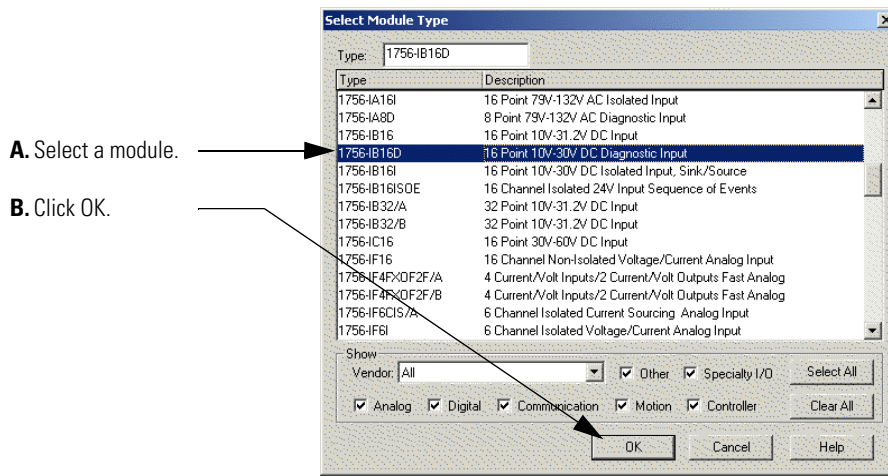 Select Module Type
Type: 1756-IB16D
Type Description
1756-IA16I 16 Point 79V-132V AC Isolated Input
1756-IA8D 8 Point 79V-132V AC Diagnostic Input
1756-IB16 16 Point 10V-31.2V DC Input
A. Select a module.
1756-IB16D 16 Point 10V-30V DC Diagnostic Input
1756-IB16I 16 Point 10V-30V DC Isolated Input, Sink/Source
1756-IB16ISOE 16 Channel Isolated 24V Input Sequence of Events
B. Click OK.
1756-IB32/A 32 Point 10V-31.2V DC Input
1756-IB32/B 32 Point 10V-31.2V DC Input
1756-IC16 16 Point 30V-60V DC Input
1756-IF16 16 Channel Non-Isolated Voltage/Current Analog Input
1756-IF4FXOF2F/A 4 Current/Volt Inputs/2 Current/Volt Outputs Fast Analog
1756-IF4FXOF2F/B 4 Current/Volt Inputs/2 Current/Volt Outputs Fast Analog
1756-IF6CIS/A 6 Channel Isolated Current Sourcing Analog Input
1756-IF6I 6 Channel Isolated Voltage/Current Analog Input
Show
Vendor: All Other Specialty I/O Select All
Analog Digital Communication Motion Controller Clear All
OK Cancel Help